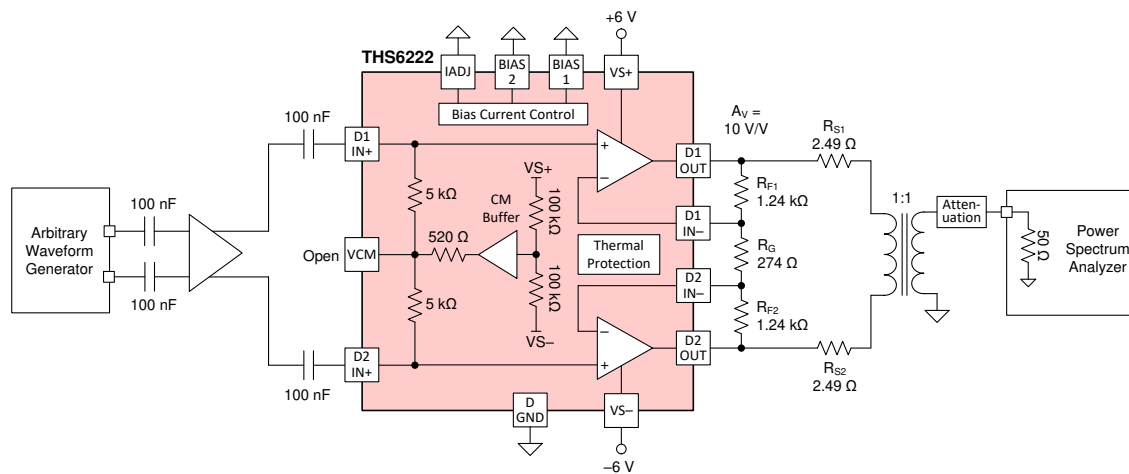 THS6222
+6 V
IADJ
BIAS
2
BIAS
1
VS+
Bias Current Control
100 nF
D1
IN+
A_V =
10 V/V
D1
OUT
R_S1
2.49 Ω
VS+
5 kΩ
CM
Buffer
100 kΩ
R_F1
1.24 kΩ
1:1
100 nF
Arbitrary
Waveform
Generator
Open
VCM
520 Ω
Thermal
Protection
D1
IN–
R_G
274 Ω
Atten-
uation
50 Ω
Power
Spectrum
Analyzer
100 nF
5 kΩ
100 kΩ
D2
IN–
R_F2
1.24 kΩ
VS–
D2
OUT
D2
IN+
100 nF
R_S2
2.49 Ω
D
GND
VS–
–6 V